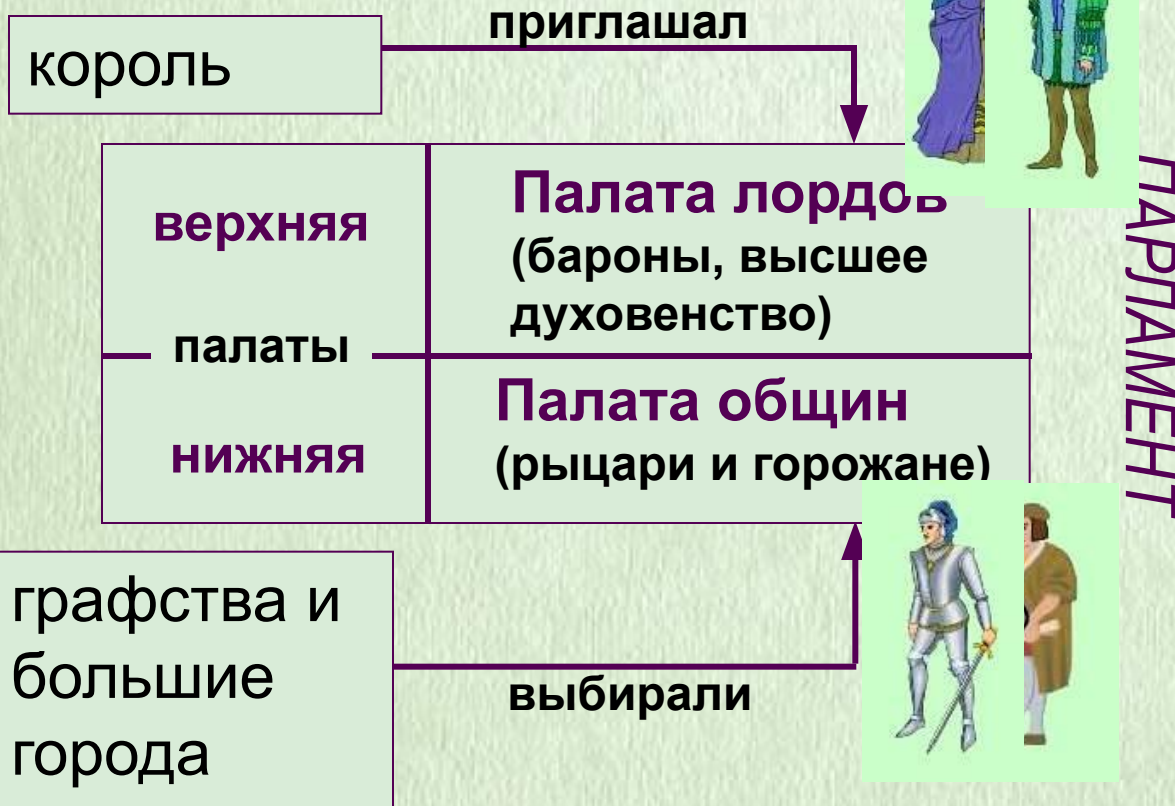 приглашал
король
верхняя
палаты
нижняя
Палата лордов
(бароны, высшее
духовенство)
Палата общин
(рыцари и горожане)
ПАРЛАМЕНТ
графства и
большие
города
выбирали